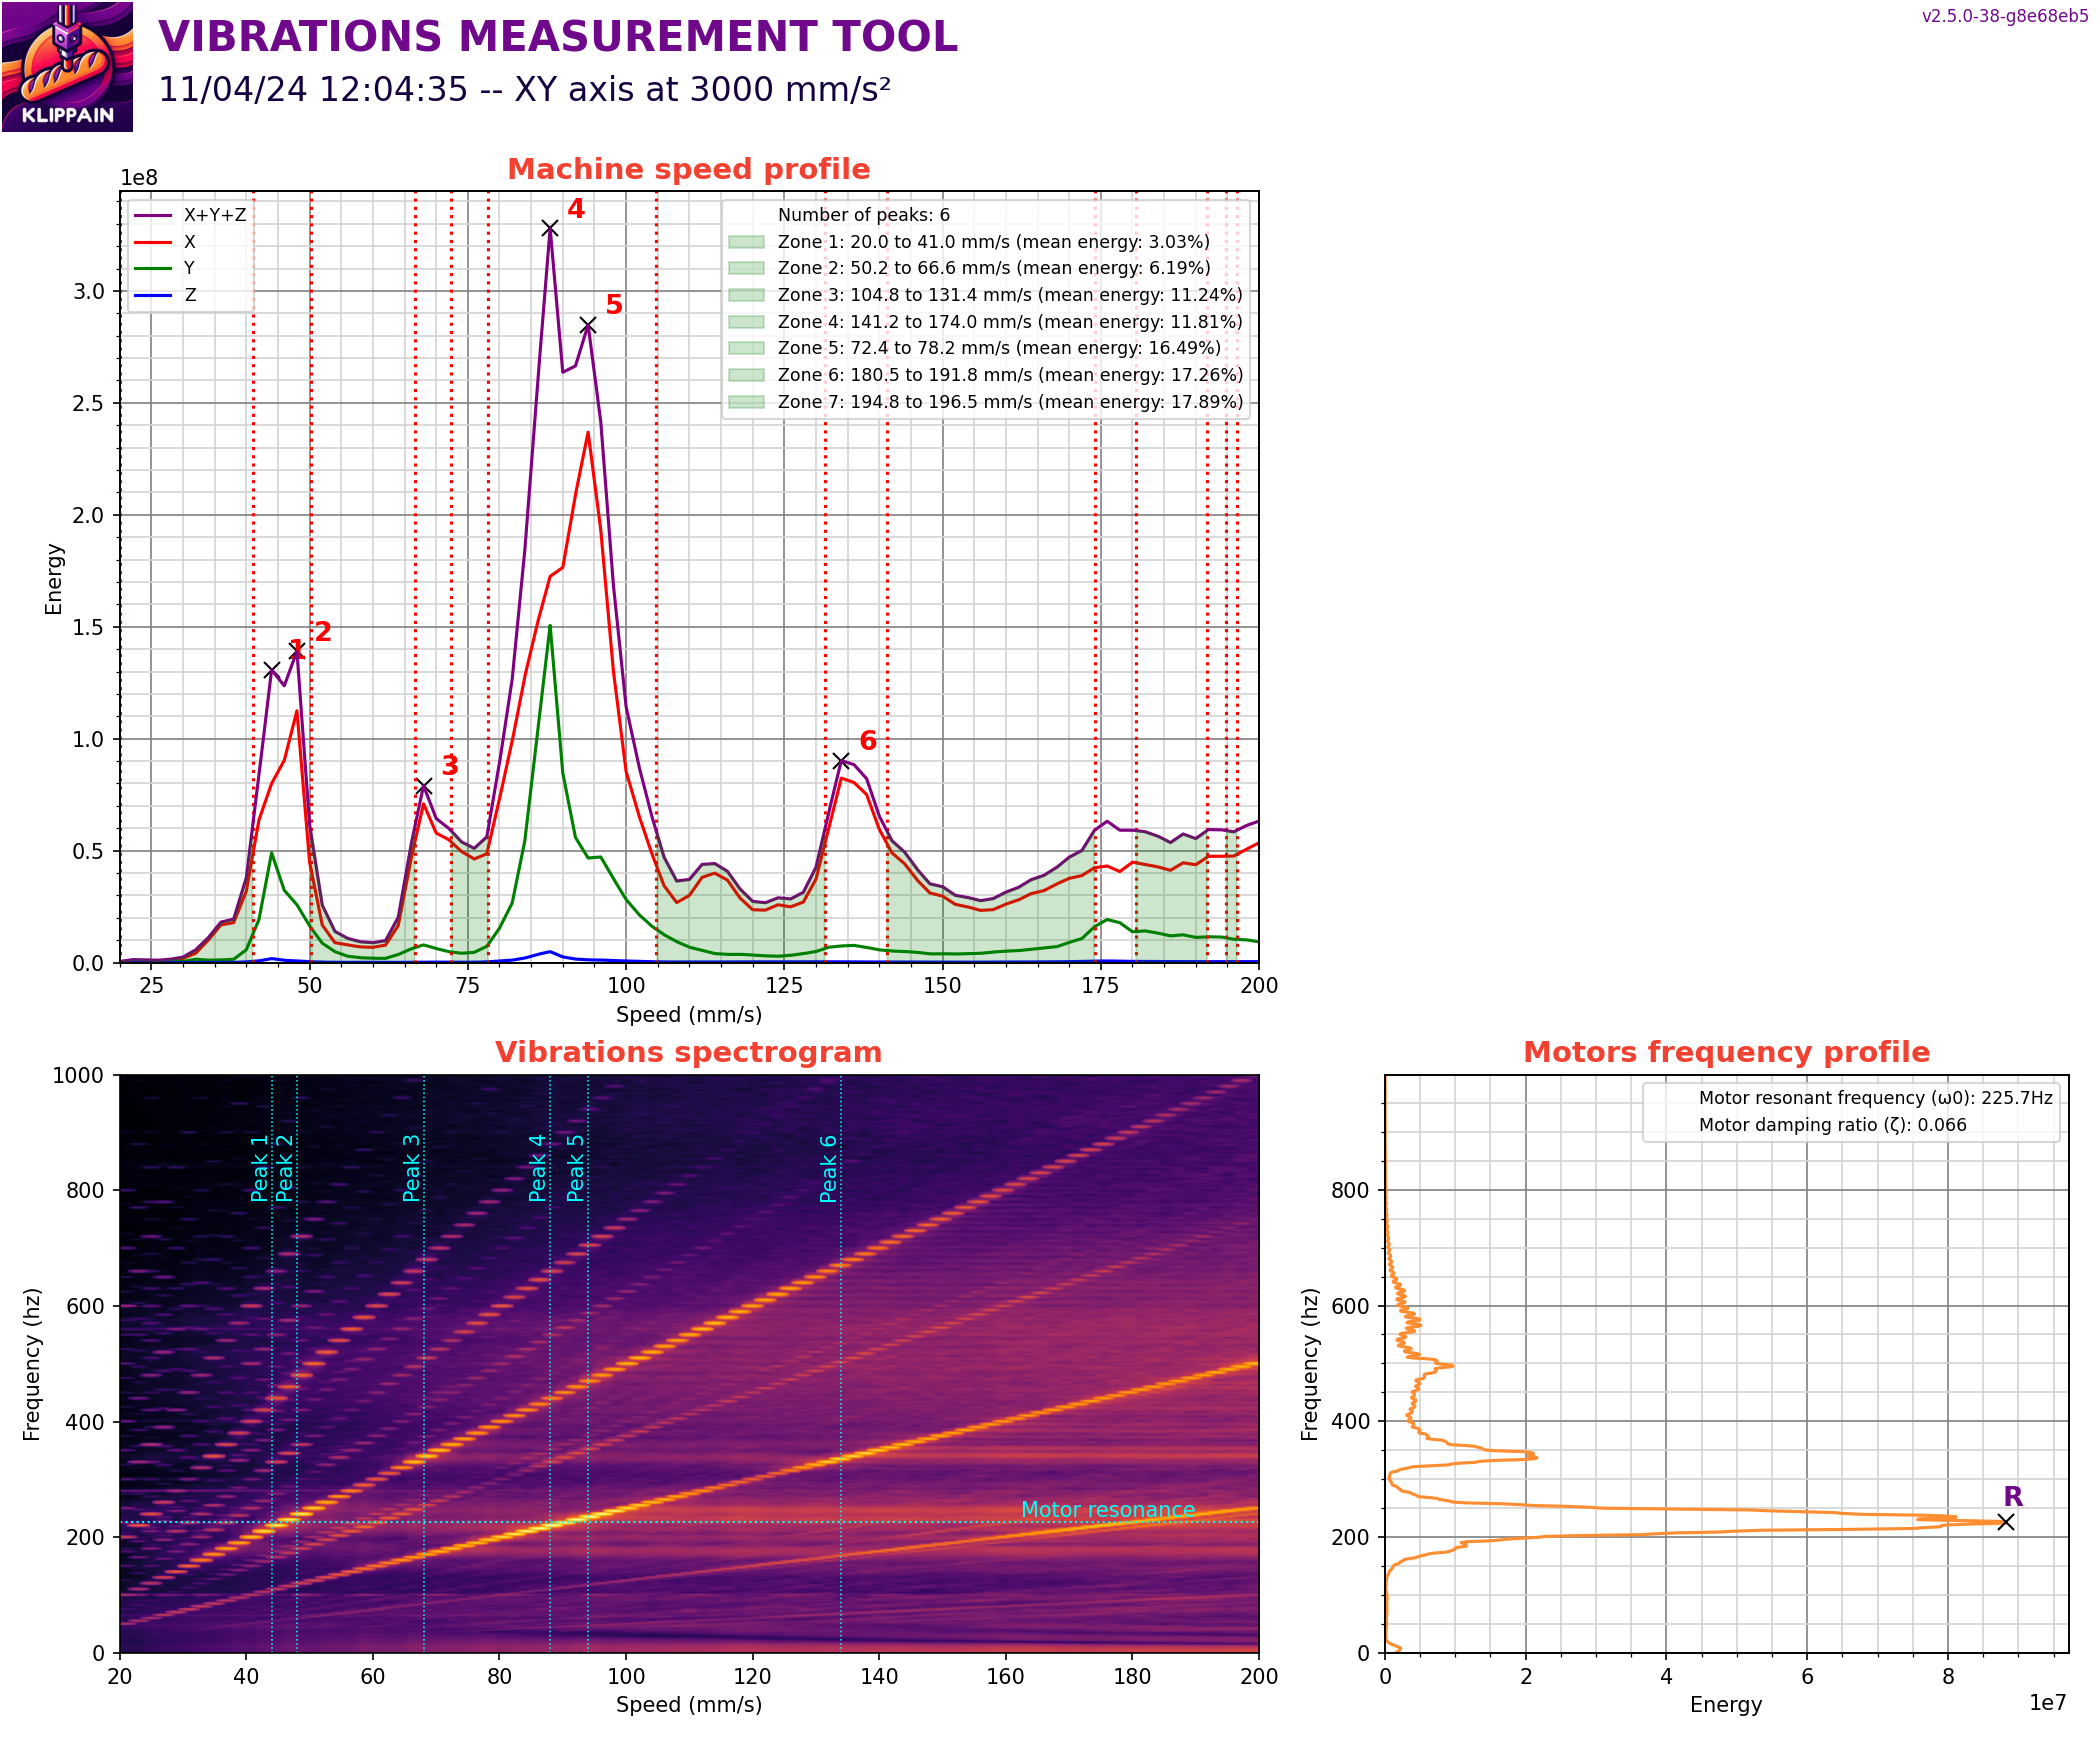 KLIPPAIN
VIBRATIONS MEASUREMENT TOOL
11/04/24 12:04:35 -- XY axis at 3000 mm/s²
v2.5.0-38-g8e68eb5
Machine speed profile
1e8
X+Y+Z
X
Y
Z
Number of peaks: 6
Zone 1: 20.0 to 41.0 mm/s (mean energy: 3.03%)
Zone 2: 50.2 to 66.6 mm/s (mean energy: 6.19%)
Zone 3: 104.8 to 131.4 mm/s (mean energy: 11.24%)
Zone 4: 141.2 to 174.0 mm/s (mean energy: 11.81%)
Zone 5: 72.4 to 78.2 mm/s (mean energy: 16.49%)
Zone 6: 180.5 to 191.8 mm/s (mean energy: 17.26%)
Zone 7: 194.8 to 196.5 mm/s (mean energy: 17.89%)
4
5
1
2
3
6
3.0
2.5
2.0
1.5
1.0
0.5
0.0
Energy
25 50 75 100 125 150 175 200
Speed (mm/s)
Vibrations spectrogram
1000
800
600
400
200
0
Frequency (hz)
Peak 1
Peak 2
Peak 3
Peak 4
Peak 5
Peak 6
Motor resonance
20 40 60 80 100 120 140 160 180 200
Speed (mm/s)
Motors frequency profile
Motor resonant frequency (ω0): 225.7Hz
Motor damping ratio (ζ): 0.066
R
800
600
400
200
0
Frequency (hz)
0 2 4 6 8
Energy
1e7